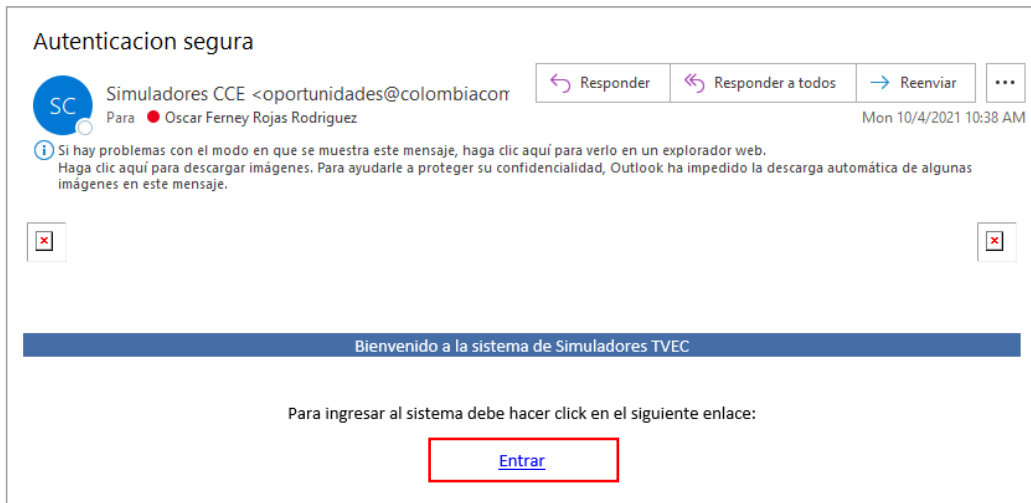 Autenticacion segura
SC
Simuladores CCE <oportunidades@colombiacom
Para Oscar Ferney Rojas Rodriguez
Responder
Responder a todos
Reenviar
...
Mon 10/4/2021 10:38 AM
Si hay problemas con el modo en que se muestra este mensaje, haga clic aquí para verlo en un explorador web.
Haga clic aquí para descargar imágenes. Para ayudarle a proteger su confidencialidad, Outlook ha impedido la descarga automática de algunas
imágenes en este mensaje.
Bienvenido a la sistema de Simuladores TVEC
Para ingresar al sistema debe hacer click en el siguiente enlace:
Entrar